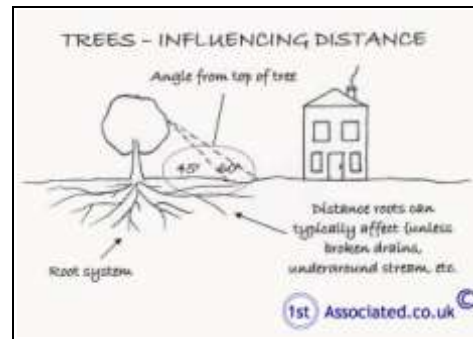 TREES – INFLUENCING DISTANCE
Angle from top of tree
45° 60°
Distance roots can
typically affect (unless
broken drains,
underground stream, etc.
Root system
1st Associated.co.uk ©